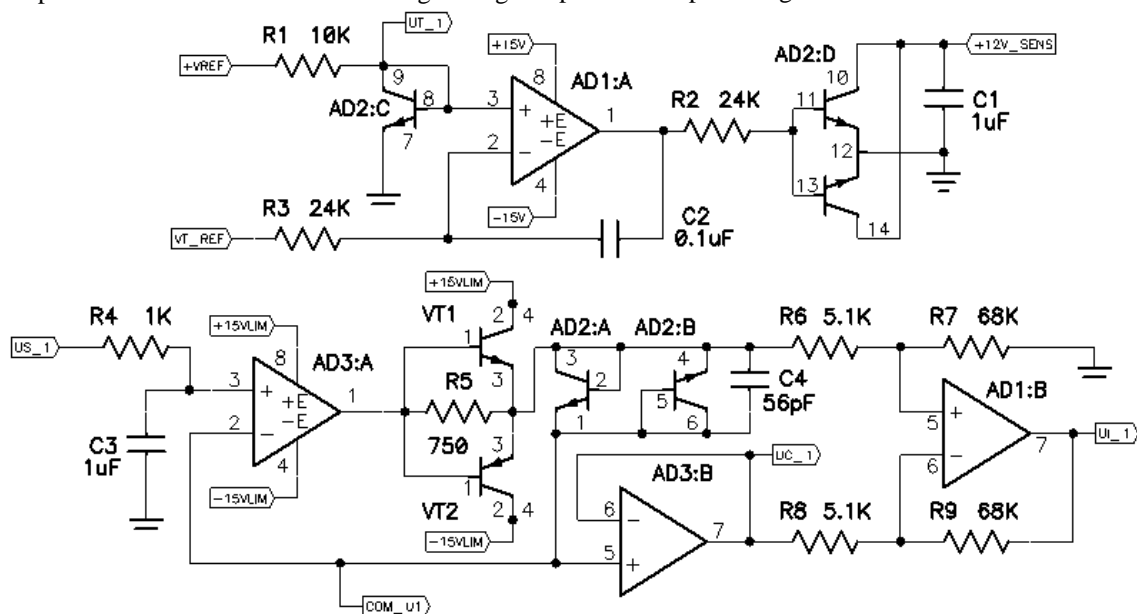 UT_1
R1 10K
+VREF
9
AD2:C
8
7
+15V
8
AD1:A
3
+
+E
-E
1
2
-
4
-15V
R2 24K
AD2:D
10
11
12
13
14
+12V_SENS
C1
1uF
R3 24K
VT_REF
C2
0.1uF
+15VLIM
R4 1K
US_1
+15VLIM
8
AD3:A
3
+
+E
-E
1
2
-
4
-15VLIM
C3
1uF
VT1
2 4
1
3
R5
750
3
1
VT2
2 4
-15VLIM
AD2:A
3
2
1
AD2:B
4
5
6
C4
56pF
R6 5.1K
R7 68K
AD1:B
5
+
6
-
7
UI_1
AD3:B
UC_1
6
-
5
+
7
R8 5.1K
R9 68K
COM_U1